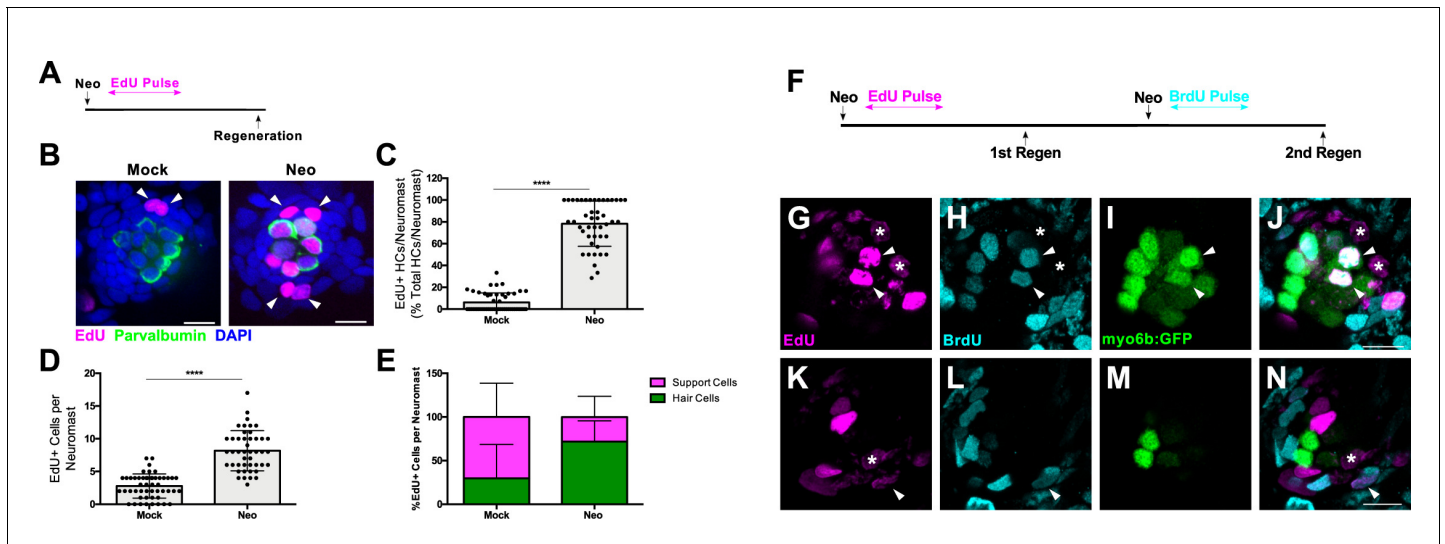 A
Neo EdU Pulse
Regeneration
B
Mock Neo
EdU Parvalbumin DAPI
C
EdU+ HCs/Neuromast
(% Total HCs/Neuromast)
120
100
80
60
40
20
0
****
Mock Neo
D
EdU+ Cells per
Neuromast
20
15
10
5
0
****
Mock Neo
E
%EdU+ Cells per Neuromast
150
100
50
0
Mock Neo
Support Cells
Hair Cells
F
Neo EdU Pulse Neo BrdU Pulse
1st Regen 2nd Regen
G
*
*
EdU
H
*
*
BrdU
I
myo6b:GFP
J
*
*
K
*
L
M
N
*